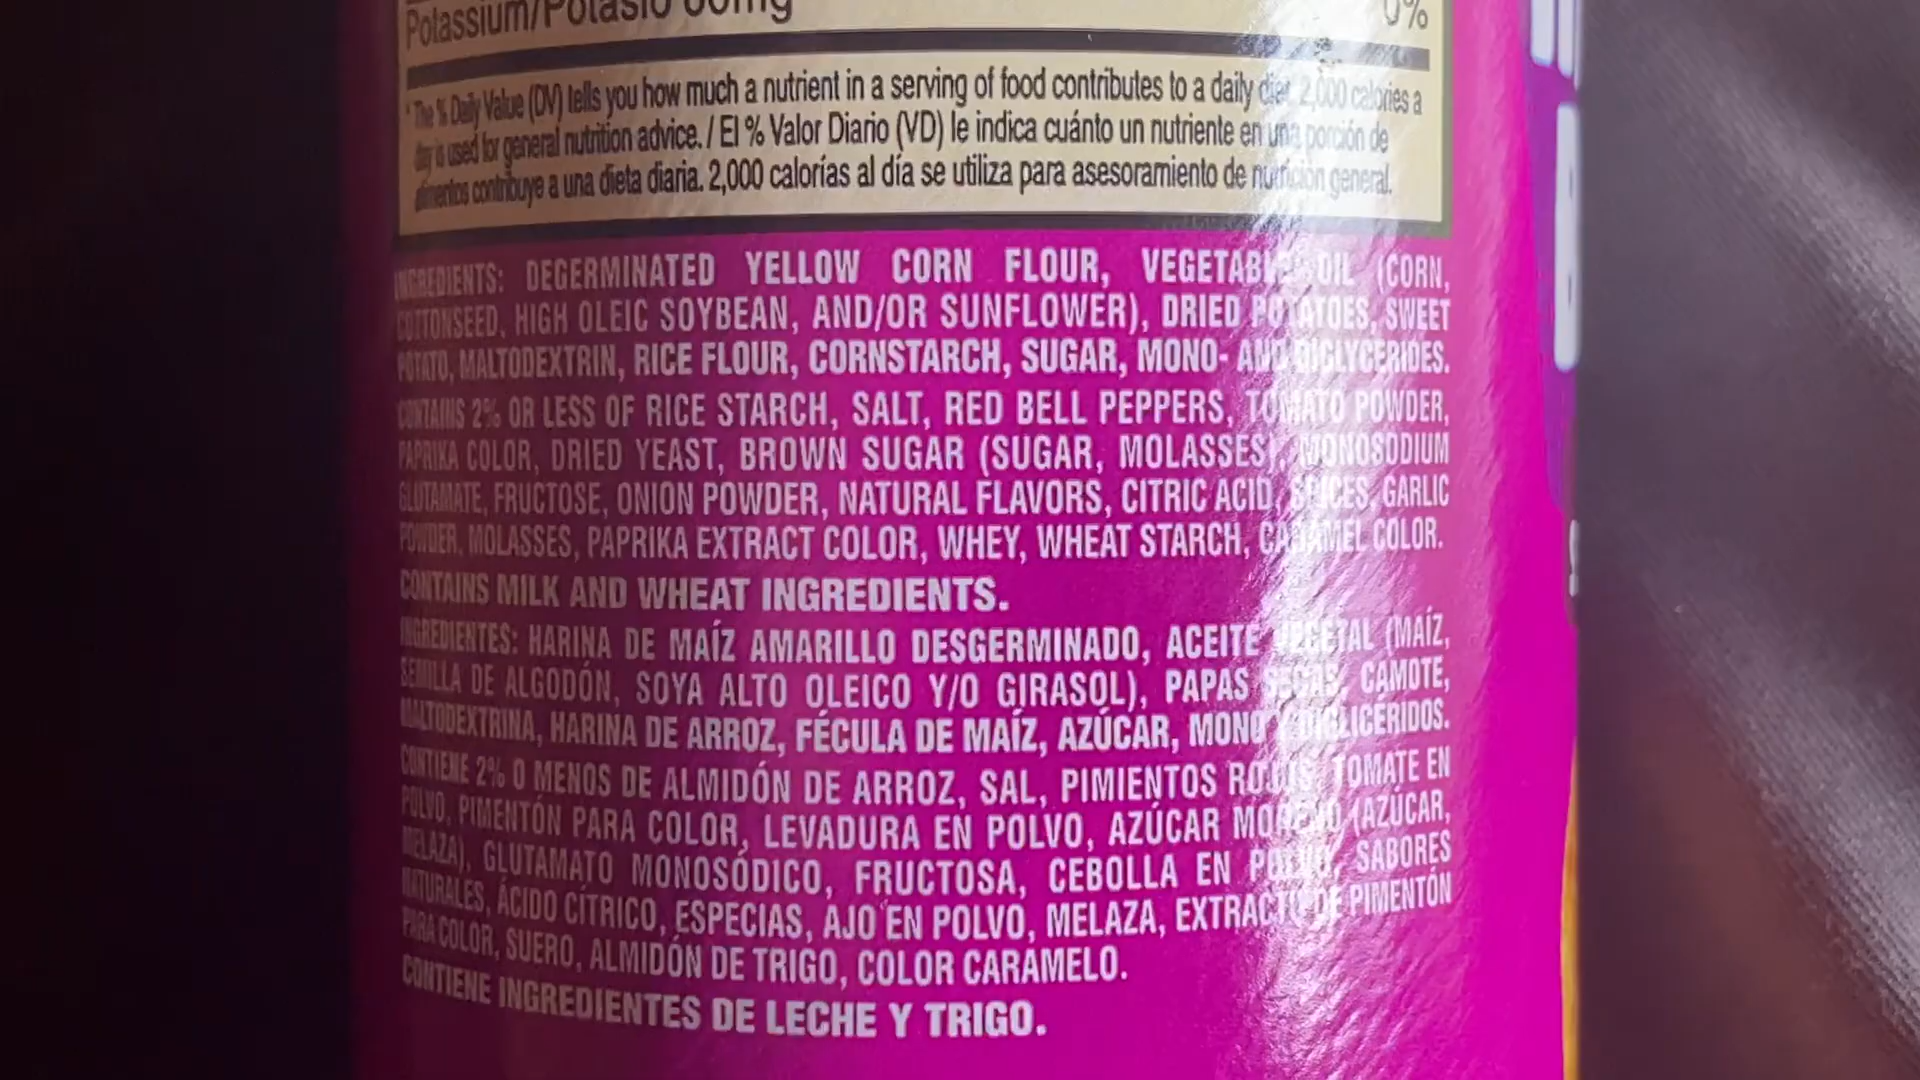 Potassium/Potasio 60mg 0%
* The % Daily Value (DV) tells you how much a nutrient in a serving of food contributes to a daily diet. 2,000 calories a
day is used for general nutrition advice. / El % Valor Diario (VD) le indica cuánto un nutriente en una porción de
alimentos contribuye a una dieta diaria. 2,000 calorías al día se utiliza para asesoramiento de nutrición general.
INGREDIENTS: DEGERMINATED YELLOW CORN FLOUR, VEGETABLE OIL (CORN,
COTTONSEED, HIGH OLEIC SOYBEAN, AND/OR SUNFLOWER), DRIED POTATOES, SWEET
POTATO, MALTODEXTRIN, RICE FLOUR, CORNSTARCH, SUGAR, MONO- AND DIGLYCERIDES.
CONTAINS 2% OR LESS OF RICE STARCH, SALT, RED BELL PEPPERS, TOMATO POWDER,
PAPRIKA COLOR, DRIED YEAST, BROWN SUGAR (SUGAR, MOLASSES), MONOSODIUM
GLUTAMATE, FRUCTOSE, ONION POWDER, NATURAL FLAVORS, CITRIC ACID, SPICES, GARLIC
POWDER, MOLASSES, PAPRIKA EXTRACT COLOR, WHEY, WHEAT STARCH, CARAMEL COLOR.
CONTAINS MILK AND WHEAT INGREDIENTS.
INGREDIENTES: HARINA DE MAÍZ AMARILLO DESGERMINADO, ACEITE VEGETAL (MAÍZ,
SEMILLA DE ALGODÓN, SOYA ALTO OLEICO Y/O GIRASOL), PAPAS SECAS, CAMOTE,
MALTODEXTRINA, HARINA DE ARROZ, FÉCULA DE MAÍZ, AZÚCAR, MONO Y DIGLICÉRIDOS.
CONTIENE 2% O MENOS DE ALMIDÓN DE ARROZ, SAL, PIMIENTOS ROJOS, TOMATE EN
POLVO, PIMENTÓN PARA COLOR, LEVADURA EN POLVO, AZÚCAR MORENO (AZÚCAR,
MELAZA), GLUTAMATO MONOSÓDICO, FRUCTOSA, CEBOLLA EN POLVO, SABORES
NATURALES, ÁCIDO CÍTRICO, ESPECIAS, AJO EN POLVO, MELAZA, EXTRACTO DE PIMENTÓN
PARA COLOR, SUERO, ALMIDÓN DE TRIGO, COLOR CARAMELO.
CONTIENE INGREDIENTES DE LECHE Y TRIGO.